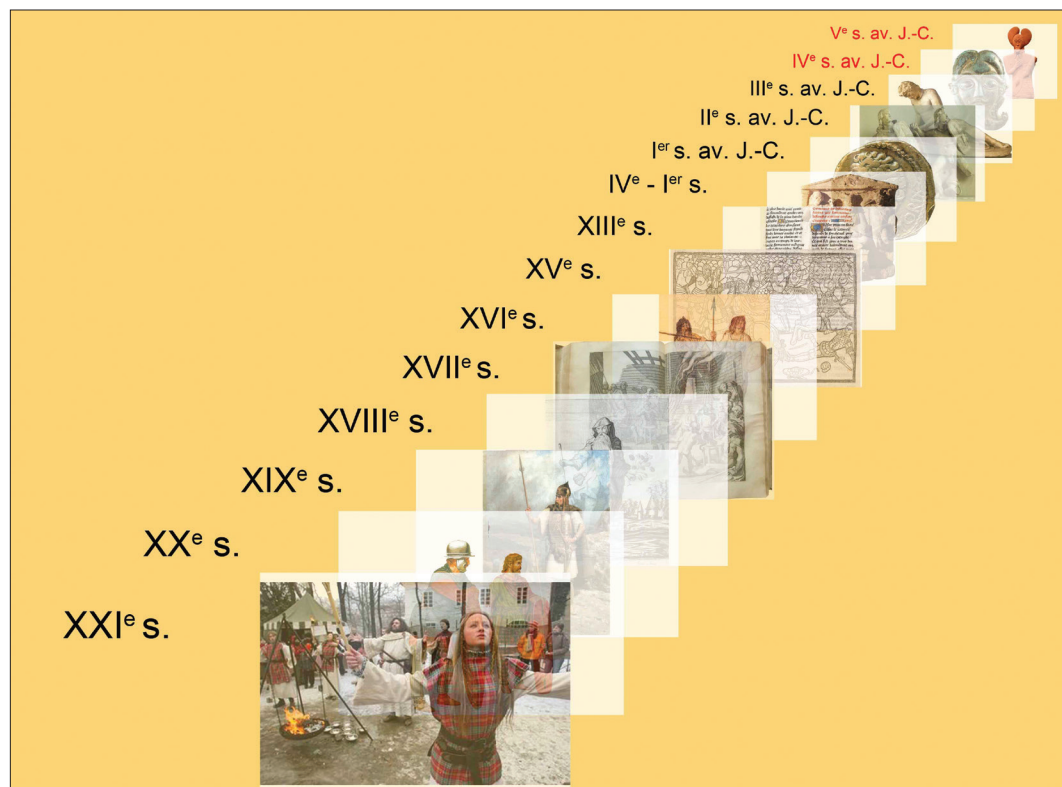 Ve s. av. J.-C.
IVe s. av. J.-C.
IIIe s. av. J.-C.
IIe s. av. J.-C.
Ier s. av. J.-C.
IVe - Ier s.
XIIIe s.
XVe s.
XVIe s.
XVIIe s.
XVIIIe s.
XIXe s.
XXe s.
XXIe s.